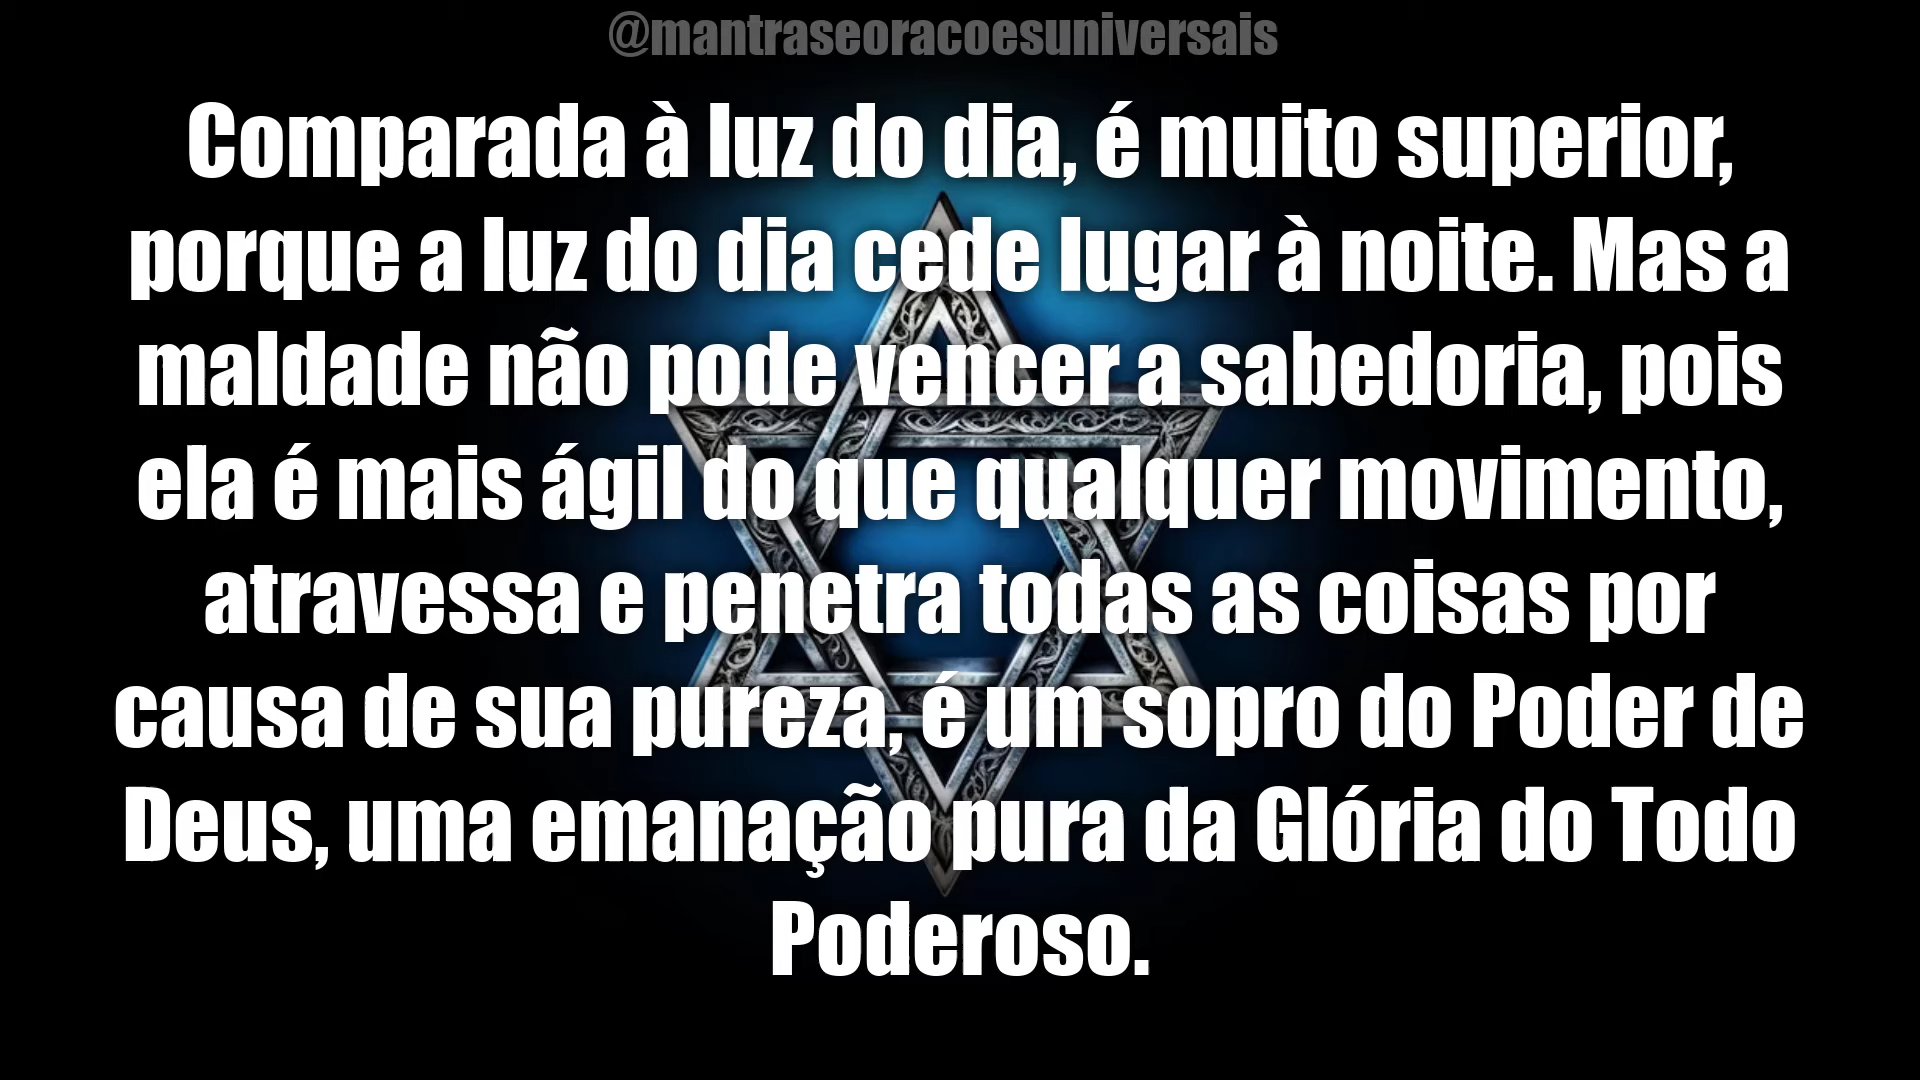 @mantraseoracoesuniversais
Comparada à luz do dia, é muito superior,
porque a luz do dia cede lugar à noite. Mas a
maldade não pode vencer a sabedoria, pois
ela é mais ágil do que qualquer movimento,
atravessa e penetra todas as coisas por
causa de sua pureza, é um sopro do Poder de
Deus, uma emanação pura da Glória do Todo
Poderoso.